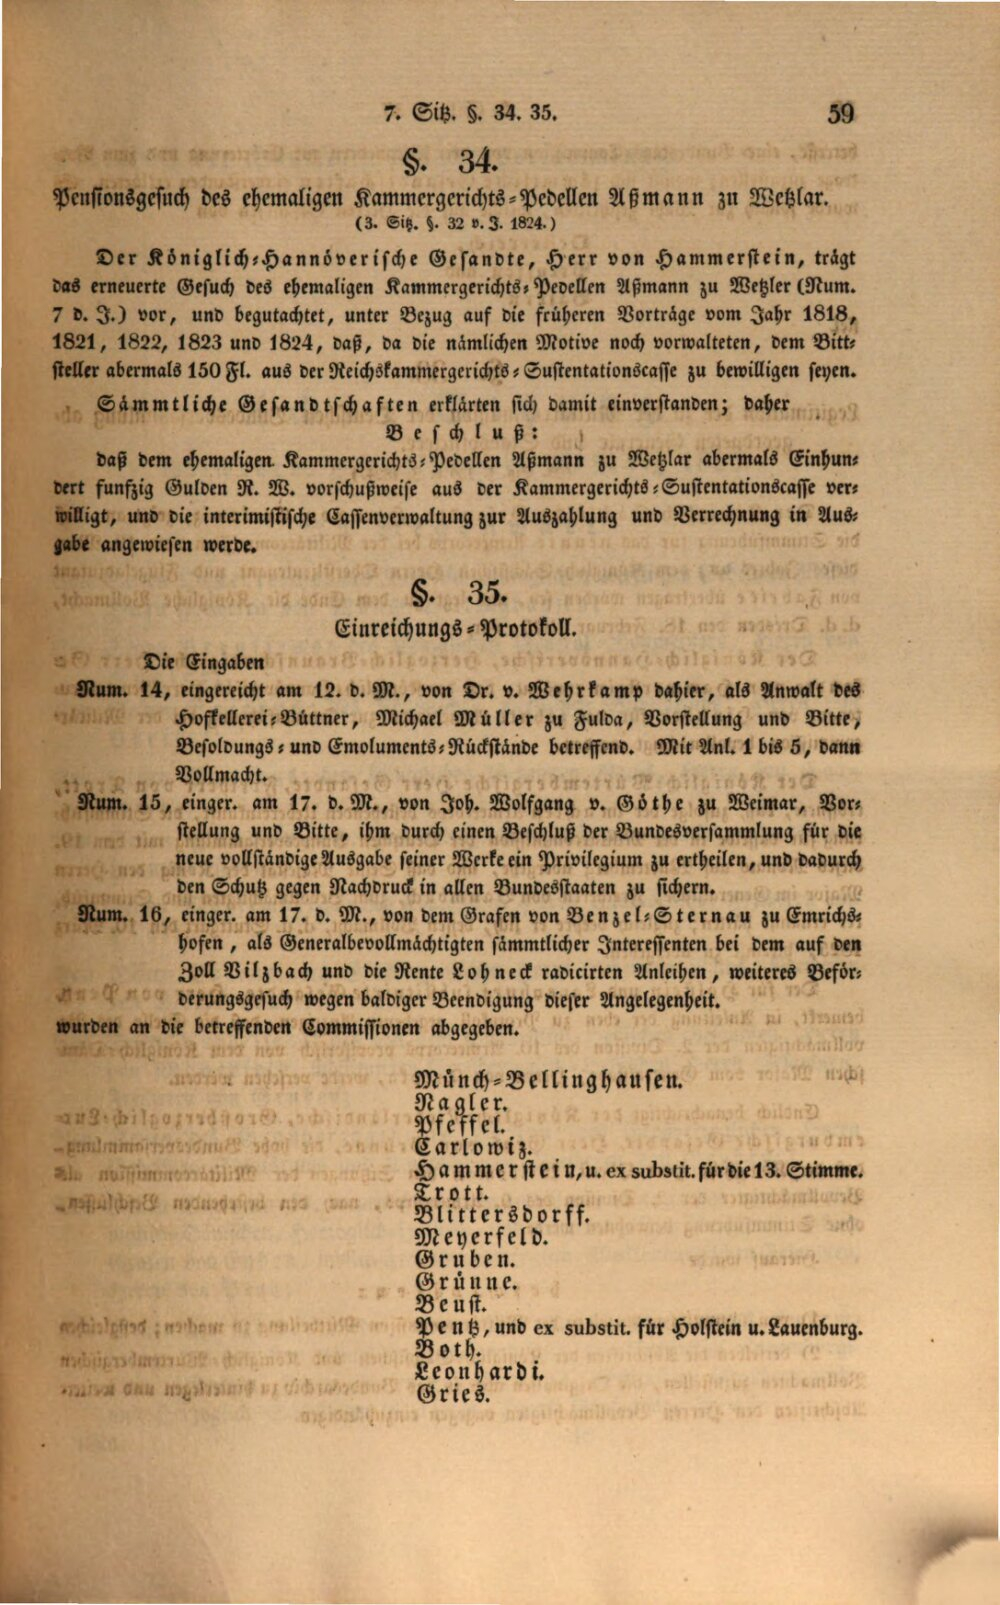 7. Sitz. §. 34. 35. 59
§. 34.
Pensionsgesuch des ehemaligen Kammergerichts-Pedellen Aßmann zu Wetzlar.
(3. Sitz. §. 32 v. J. 1824.)
Der Königlich-Hannöverische Gesandte, Herr von Hammerstein, trägt
das erneuerte Gesuch des ehemaligen Kammergerichts-Pedellen Aßmann zu Wetzler (Num.
7 d. J.) vor, und begutachtet, unter Bezug auf die früheren Vorträge vom Jahr 1818,
1821, 1822, 1823 und 1824, daß, da die nämlichen Motive noch vorwalteten, dem Bitt-
steller abermals 150 Fl. aus der Reichskammergerichts-Sustentationscasse zu bewilligen seyen.
Sämmtliche Gesandtschaften erklärten sich damit einverstanden; daher
Beschluß:
daß dem ehemaligen Kammergerichts-Pedellen Aßmann zu Wetzlar abermals Einhun-
dert funfzig Gulden R. W. vorschußweise aus der Kammergerichts-Sustentationscasse ver-
willigt, und die interimistische Cassenverwaltung zur Auszahlung und Verrechnung in Aus-
gabe angewiesen werde.
§. 35.
Einreichungs-Protokoll.
Die Eingaben
Num. 14, eingereicht am 12. d. M., von Dr. v. Wehrkamp dahier, als Anwalt des
Hofkellerei-Büttner, Michael Müller zu Fulda, Vorstellung und Bitte,
Besoldungs- und Emoluments-Rückstände betreffend. Mit Anl. 1 bis 5, dann
Vollmacht.
Num. 15, einger. am 17. d. M., von Joh. Wolfgang v. Göthe zu Weimar, Vor-
stellung und Bitte, ihm durch einen Beschluß der Bundesversammlung für die
neue vollständige Ausgabe seiner Werke ein Privilegium zu ertheilen, und dadurch
den Schutz gegen Nachdruck in allen Bundesstaaten zu sichern.
Num. 16, einger. am 17. d. M., von dem Grafen von Benzel-Sternau zu Emrichs-
hofen, als Generalbevollmächtigten sämmtlicher Interessenten bei dem auf den
Zoll Vilzbach und die Rente Lohneck radicirten Anleihen, weiteres Beför-
derungsgesuch wegen baldiger Beendigung dieser Angelegenheit.
wurden an die betreffenden Commissionen abgegeben.
Münch-Bellinghausen.
Nagler.
Pfeffel.
Carlowiz.
Hammerstein, u. ex substit. für die 13. Stimme.
Trott.
Blittersdorff.
Meyerfeld.
Gruben.
Grünne.
Beust.
Pentz, und ex substit. für Holstein u. Lauenburg.
Both.
Leonhardi.
Gries.